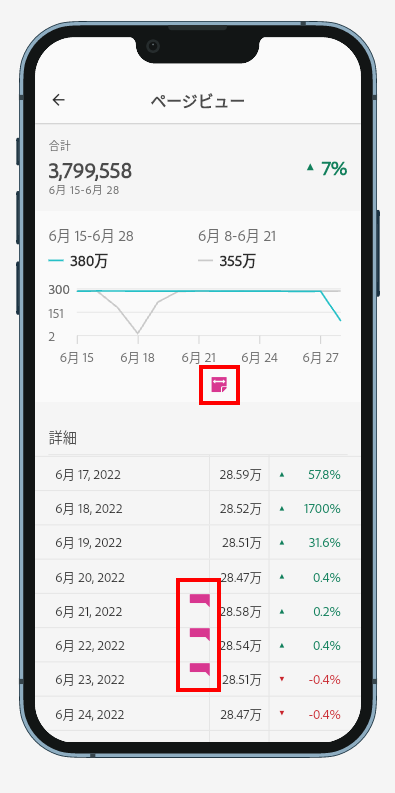 ページビュー
合計
3,799,558
7%
6月 15-6月 28
6月 15-6月 28 6月 8-6月 21
380万 355万
300
151
2
6月 15 6月 18 6月 21 6月 24 6月 27
詳細
6月 17, 2022 28.59万 57.8%
6月 18, 2022 28.52万 1700%
6月 19, 2022 28.51万 31.6%
6月 20, 2022 28.47万 0.4%
6月 21, 2022 28.58万 0.2%
6月 22, 2022 28.54万 0.4%
6月 23, 2022 28.51万 -0.4%
6月 24, 2022 28.47万 -0.4%